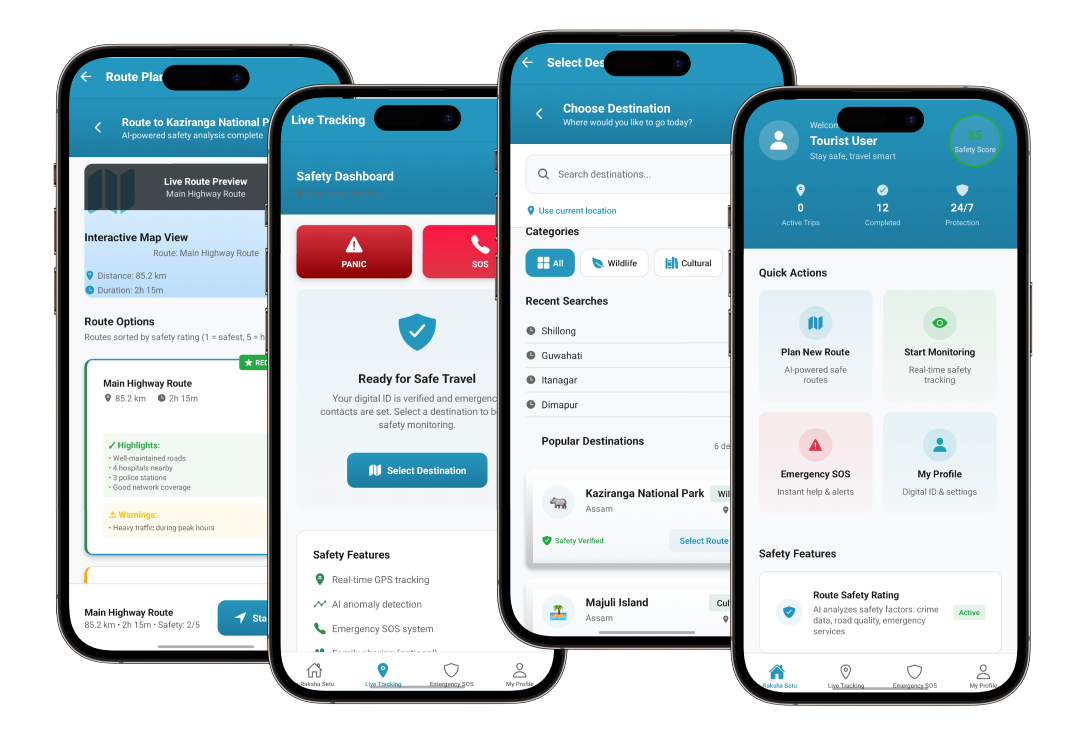 Route Plan
Route to Kaziranga National P
AI-powered safety analysis complete
Live Route Preview
Main Highway Route
Interactive Map View
Route: Main Highway Route
Distance: 85.2 km
Duration: 2h 15m
Route Options
Routes sorted by safety rating (1 = safest, 5 = h
REC
Main Highway Route
85.2 km 2h 15m
✓ Highlights:
• Well-maintained roads
• 4 hospitals nearby
• 3 police stations
• Good network coverage
⚠ Warnings:
• Heavy traffic during peak hours
Main Highway Route
85.2 km • 2h 15m • Safety: 2/5
Sta
Live Tracking
Safety Dashboard
PANIC
SOS
Ready for Safe Travel
Your digital ID is verified and emergenc
contacts are set. Select a destination to b
safety monitoring.
Select Destination
Safety Features
Real-time GPS tracking
AI anomaly detection
Emergency SOS system
Family sharing (optional)
Raksha Setu
Live Tracking
Emergency SOS
My Profile
Select Des
Choose Destination
Where would you like to go today?
Search destinations...
Use current location
Categories
All
Wildlife
Cultural
Recent Searches
Shillong
Guwahati
Itanagar
Dimapur
Popular Destinations
6 de
Kaziranga National Park
Wil
Assam
Safety Verified
Select Route
Majuli Island
Cul
Assam
Welcom
Tourist User
Stay safe, travel smart
85
Safety Score
0
Active Trips
12
Completed
24/7
Protection
Quick Actions
Plan New Route
AI-powered safe
routes
Start Monitoring
Real-time safety
tracking
Emergency SOS
Instant help & alerts
My Profile
Digital ID & settings
Safety Features
Route Safety Rating
AI analyzes safety factors: crime
data, road quality, emergency
services
Active
Raksha Setu
Live Tracking
Emergency SOS
My Profile